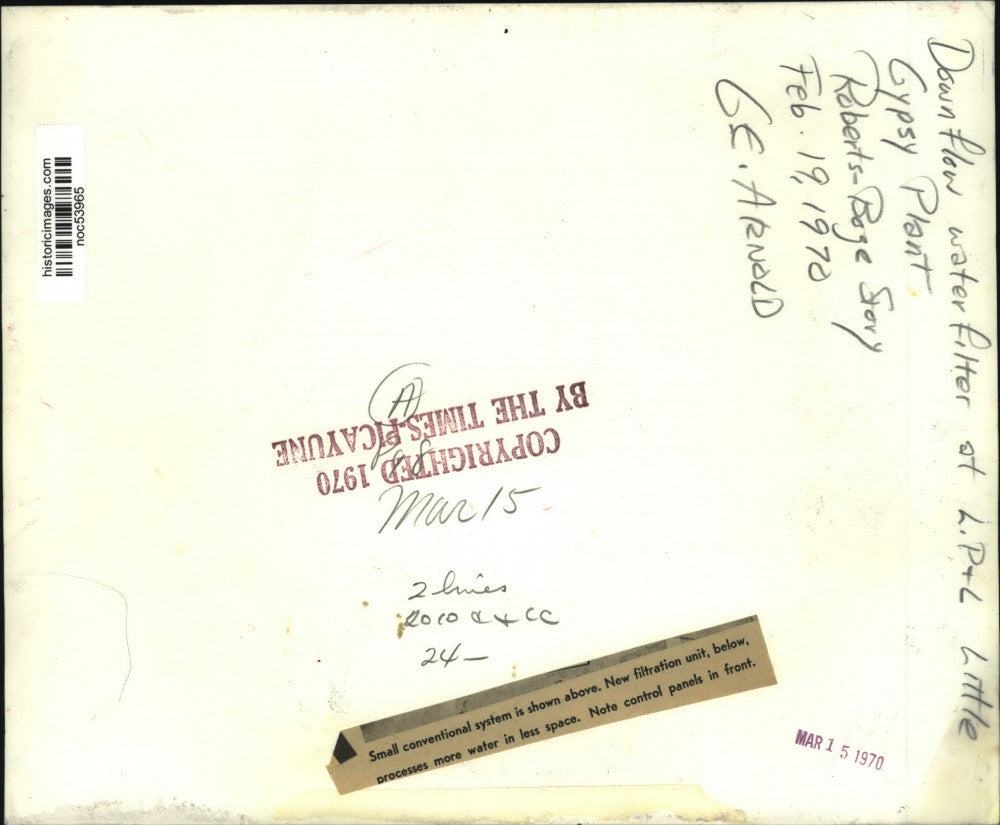 Downflow water filter at L.P+L Little
Gypsy Plant
Roberts-Boze Story
Feb. 19, 1970
G.E. ARNOLD
historicimages.com
noc53965
COPYRIGHTED 1970
BY THE TIMES-PICAYUNE
A
Mar 15
2 lines
24-
Small conventional system is shown above. New filtration unit, below,
processes more water in less space. Note control panels in front.
MAR 15 1970